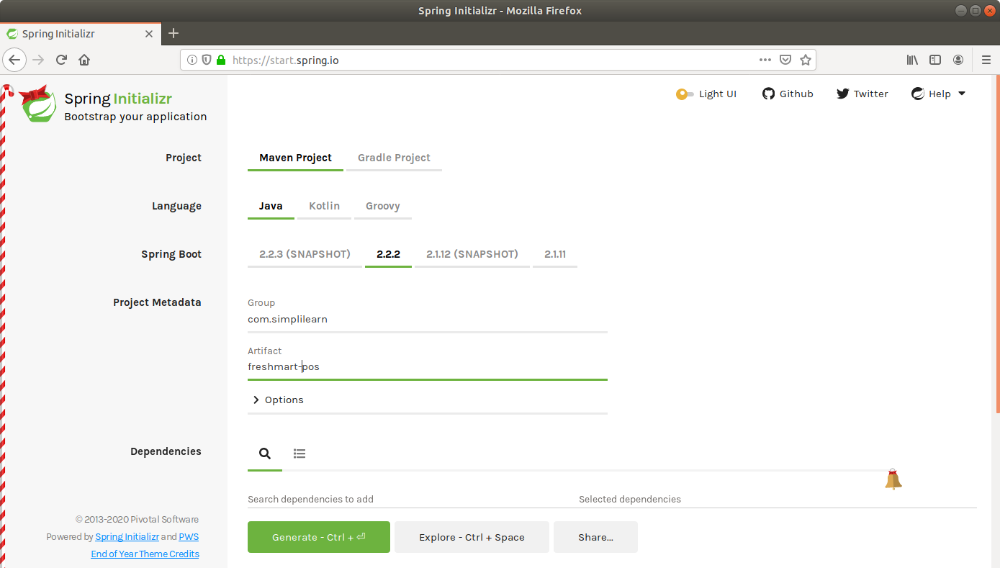 Spring Initializr - Mozilla Firefox
Spring Initializr
https://start.spring.io
Spring Initializr
Bootstrap your application
Light UI Github Twitter Help
Project
Maven Project Gradle Project
Language
Java Kotlin Groovy
Spring Boot
2.2.3 (SNAPSHOT) 2.2.2 2.1.12 (SNAPSHOT) 2.1.11
Project Metadata
Group
com.simplilearn
Artifact
freshmart-pos
Options
Dependencies
Search dependencies to add Selected dependencies
© 2013-2020 Pivotal Software
Powered by Spring Initializr and PWS
End of Year Theme Credits
Generate - Ctrl + ⏎ Explore - Ctrl + Space Share...